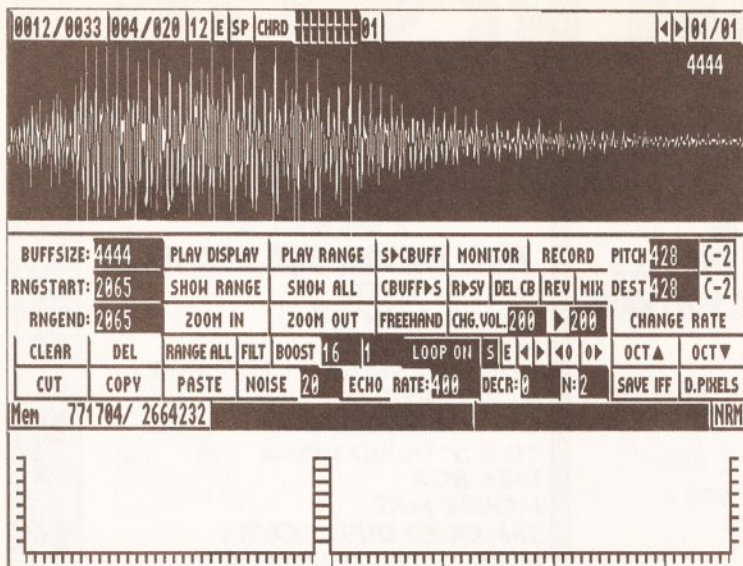 0012/0033 004/020 12 E SP CHRD --------01 01/01
4444
BUFFSIZE: 4444 PLAY DISPLAY PLAY RANGE S▶CBUFF MONITOR RECORD PITCH 428 C-2
RNGSTART: 2065 SHOW RANGE SHOW ALL CBUFF▶S R▶SY DEL CB REV MIX DEST 428 C-2
RNGEND: 2065 ZOOM IN ZOOM OUT FREEHAND CHG.VOL. 200 ▶ 200 CHANGE RATE
CLEAR DEL RANGE ALL FILT BOOST 16 1 LOOP ON S E ◀ ▶ ◀0 0▶ OCT▲ OCT▼
CUT COPY PASTE NOISE 20 ECHO RATE: 400 DECR: 0 N: 2 SAVE IFF D.PIXELS
Mem 771704/ 2664232 NRM